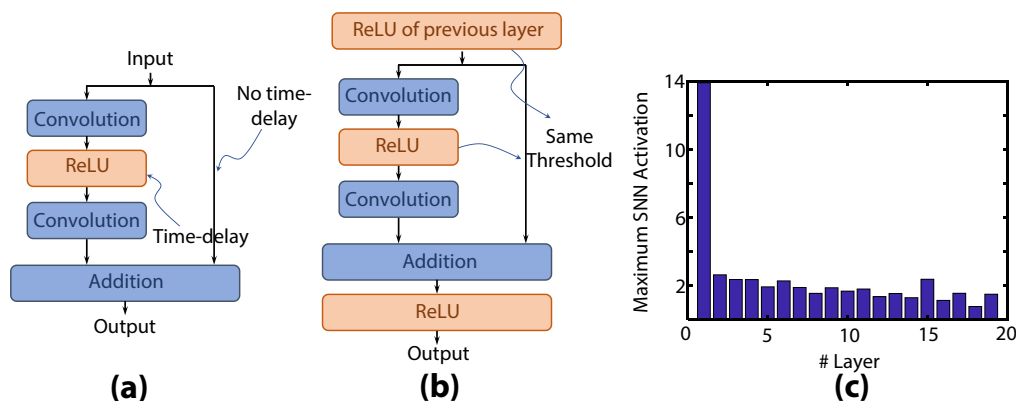 Input
Convolution
ReLU
Convolution
Addition
Output
No time-
delay
Time-delay
(a)
ReLU of previous layer
Convolution
ReLU
Convolution
Addition
ReLU
Output
Same
Threshold
(b)
Maximum SNN Activation
14
10
6
2
0
5
10
15
20
# Layer
(c)